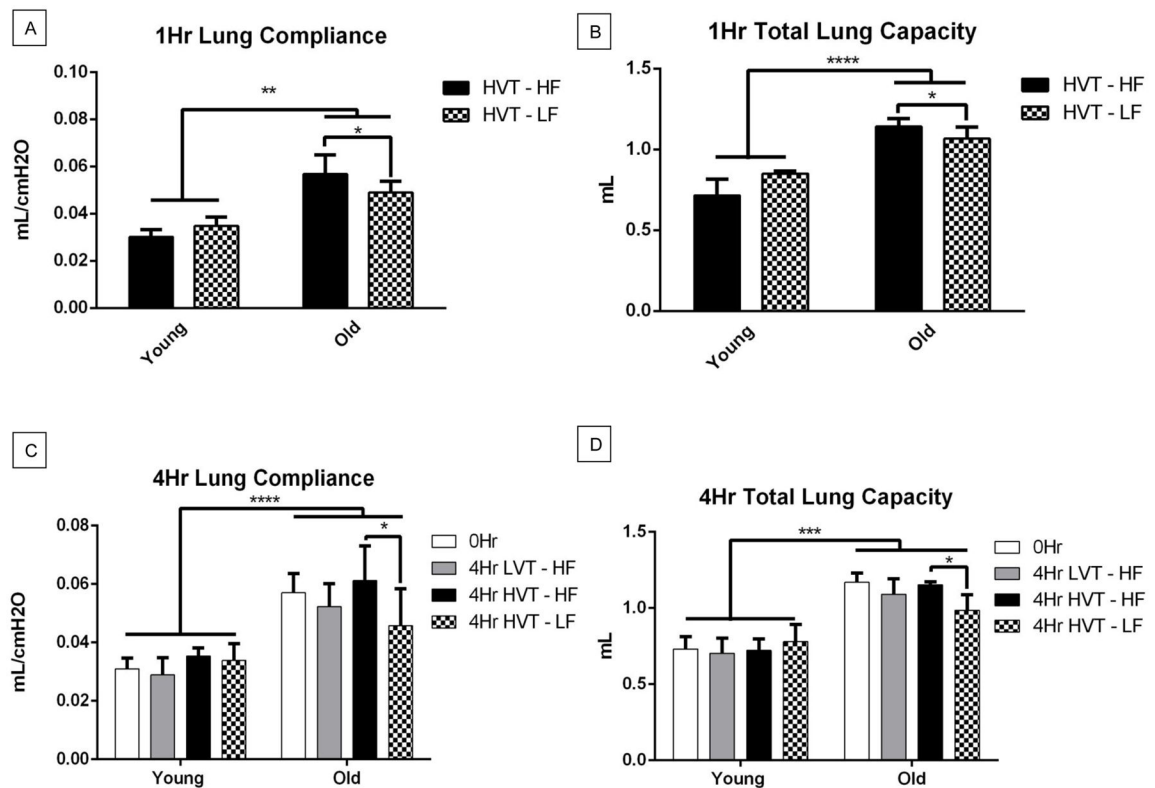 A
1Hr Lung Compliance
mL/cmH2O
0.10
0.08
0.06
0.04
0.02
0.00
**
*
Young
Old
HVT - HF
HVT - LF
B
1Hr Total Lung Capacity
mL
1.5
1.0
0.5
0.0
****
*
Young
Old
HVT - HF
HVT - LF
C
4Hr Lung Compliance
mL/cmH2O
0.08
0.06
0.04
0.02
0.00
****
*
Young
Old
0Hr
4Hr LVT - HF
4Hr HVT - HF
4Hr HVT - LF
D
4Hr Total Lung Capacity
mL
1.5
1.0
0.5
0.0
***
*
Young
Old
0Hr
4Hr LVT - HF
4Hr HVT - HF
4Hr HVT - LF